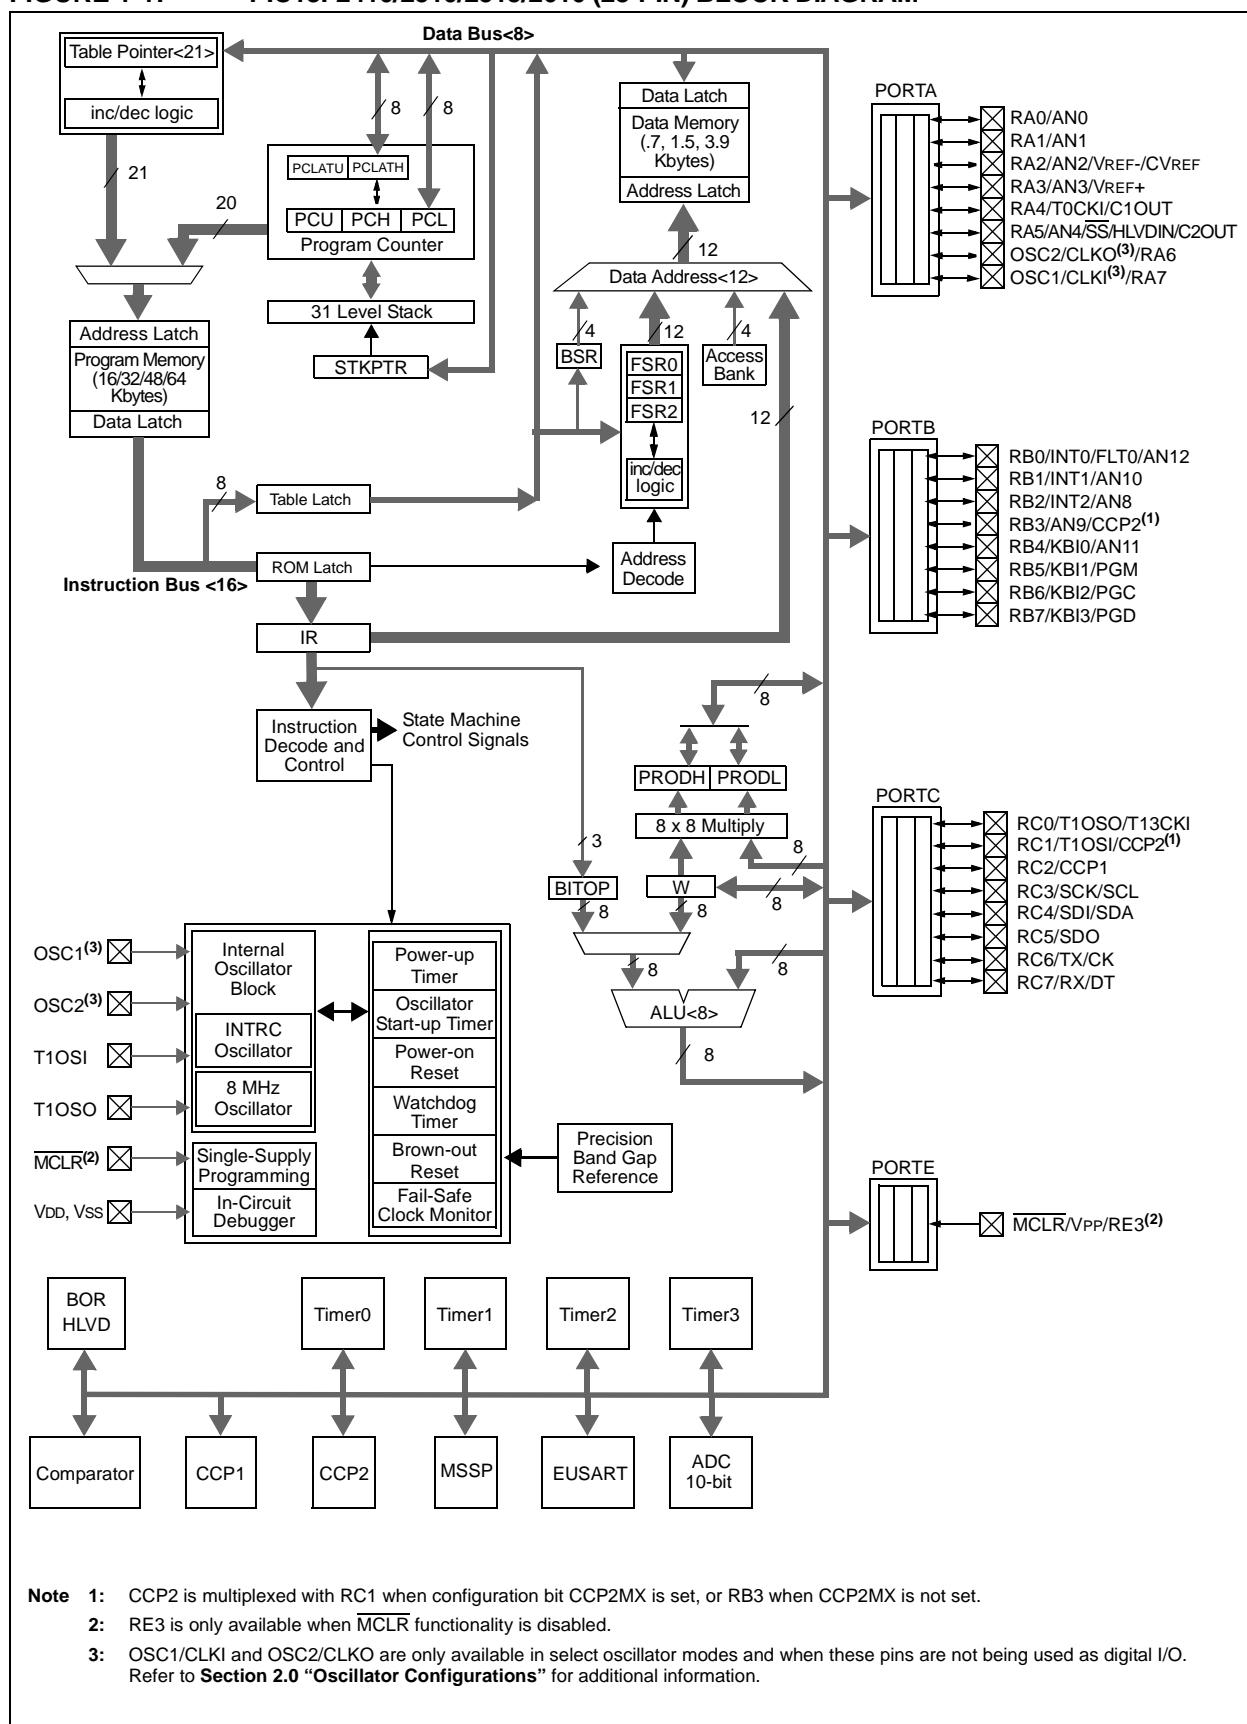 Data Bus<8>
Table Pointer<21>
inc/dec logic
21
20
8
8
PCLATU PCLATH
PCU PCH PCL
Program Counter
31 Level Stack
STKPTR
Data Latch
Data Memory
(.7, 1.5, 3.9
Kbytes)
Address Latch
12
Data Address<12>
4
12
4
BSR
FSR0
FSR1
FSR2
inc/dec
logic
Access
Bank
12
Address Latch
Program Memory
(16/32/48/64
Kbytes)
Data Latch
8
Table Latch
ROM Latch
Instruction Bus <16>
Address
Decode
IR
Instruction
Decode and
Control
State Machine
Control Signals
8
PRODH PRODL
8 x 8 Multiply
3
8
BITOP
W
8
8
8
8
8
ALU<8>
8
OSC1(3)
OSC2(3)
T1OSI
T1OSO
MCLR(2)
VDD, VSS
Internal
Oscillator
Block
INTRC
Oscillator
8 MHz
Oscillator
Single-Supply
Programming
In-Circuit
Debugger
Power-up
Timer
Oscillator
Start-up Timer
Power-on
Reset
Watchdog
Timer
Brown-out
Reset
Fail-Safe
Clock Monitor
Precision
Band Gap
Reference
PORTA
RA0/AN0
RA1/AN1
RA2/AN2/VREF-/CVREF
RA3/AN3/VREF+
RA4/T0CKI/C1OUT
RA5/AN4/SS/HLVDIN/C2OUT
OSC2/CLKO(3)/RA6
OSC1/CLKI(3)/RA7
PORTB
RB0/INT0/FLT0/AN12
RB1/INT1/AN10
RB2/INT2/AN8
RB3/AN9/CCP2(1)
RB4/KBI0/AN11
RB5/KBI1/PGM
RB6/KBI2/PGC
RB7/KBI3/PGD
PORTC
RC0/T1OSO/T13CKI
RC1/T1OSI/CCP2(1)
RC2/CCP1
RC3/SCK/SCL
RC4/SDI/SDA
RC5/SDO
RC6/TX/CK
RC7/RX/DT
PORTE
MCLR/VPP/RE3(2)
BOR
HLVD
Timer0
Timer1
Timer2
Timer3
Comparator
CCP1
CCP2
MSSP
EUSART
ADC
10-bit
Note 1: CCP2 is multiplexed with RC1 when configuration bit CCP2MX is set, or RB3 when CCP2MX is not set.
2: RE3 is only available when MCLR functionality is disabled.
3: OSC1/CLKI and OSC2/CLKO are only available in select oscillator modes and when these pins are not being used as digital I/O.
Refer to Section 2.0 “Oscillator Configurations” for additional information.